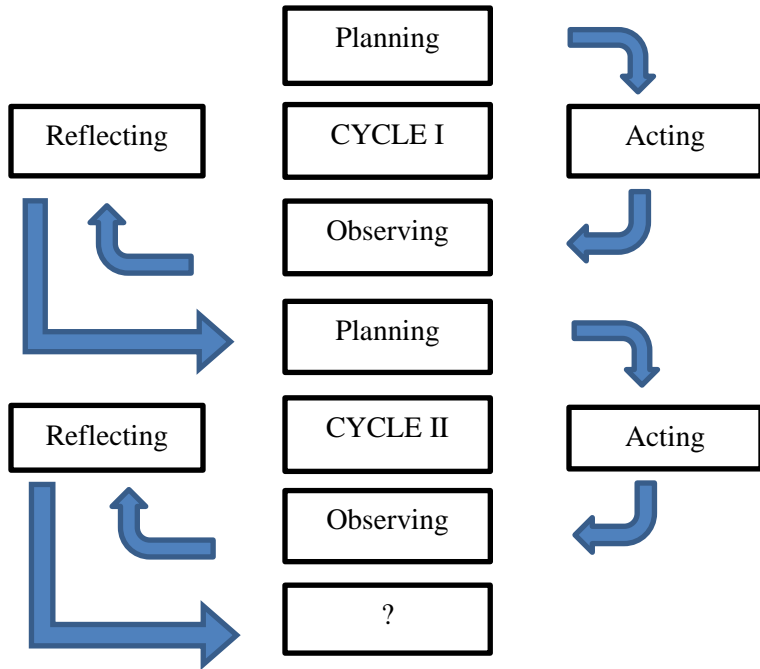 Planning
Reflecting
CYCLE I
Acting
Observing
Planning
Reflecting
CYCLE II
Acting
Observing
?